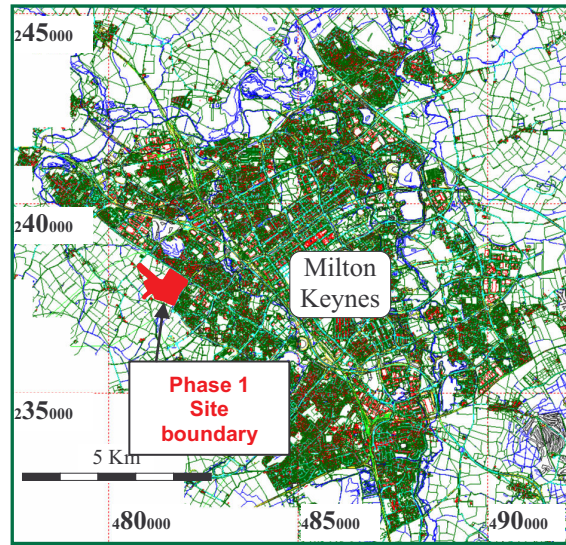 245000
240000
Milton
Keynes
Phase 1
Site
boundary
235000
5 Km
480000
485000
490000